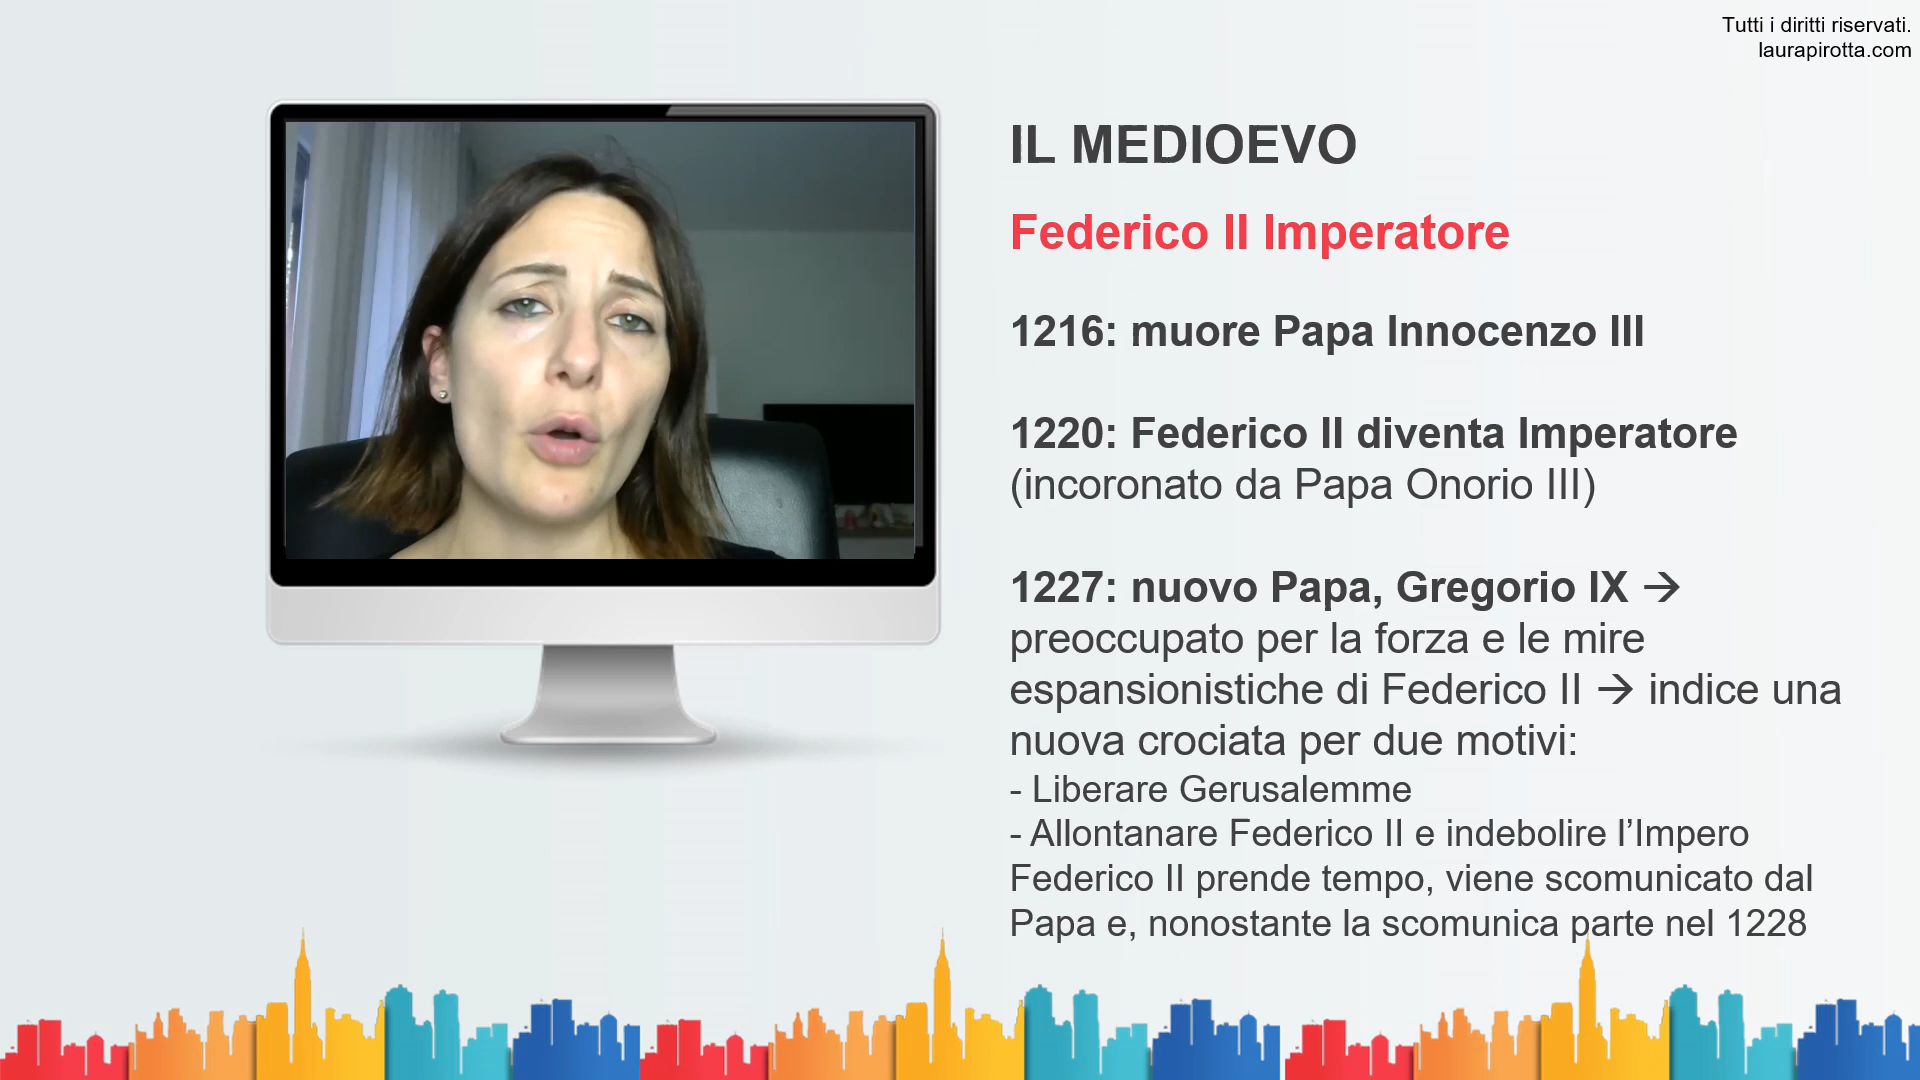 Tutti i diritti riservati.
laurapirotta.com
IL MEDIOEVO
Federico II Imperatore
1216: muore Papa Innocenzo III
1220: Federico II diventa Imperatore
(incoronato da Papa Onorio III)
1227: nuovo Papa, Gregorio IX →
preoccupato per la forza e le mire
espansionistiche di Federico II → indice una
nuova crociata per due motivi:
- Liberare Gerusalemme
- Allontanare Federico II e indebolire l’Impero
Federico II prende tempo, viene scomunicato dal
Papa e, nonostante la scomunica parte nel 1228